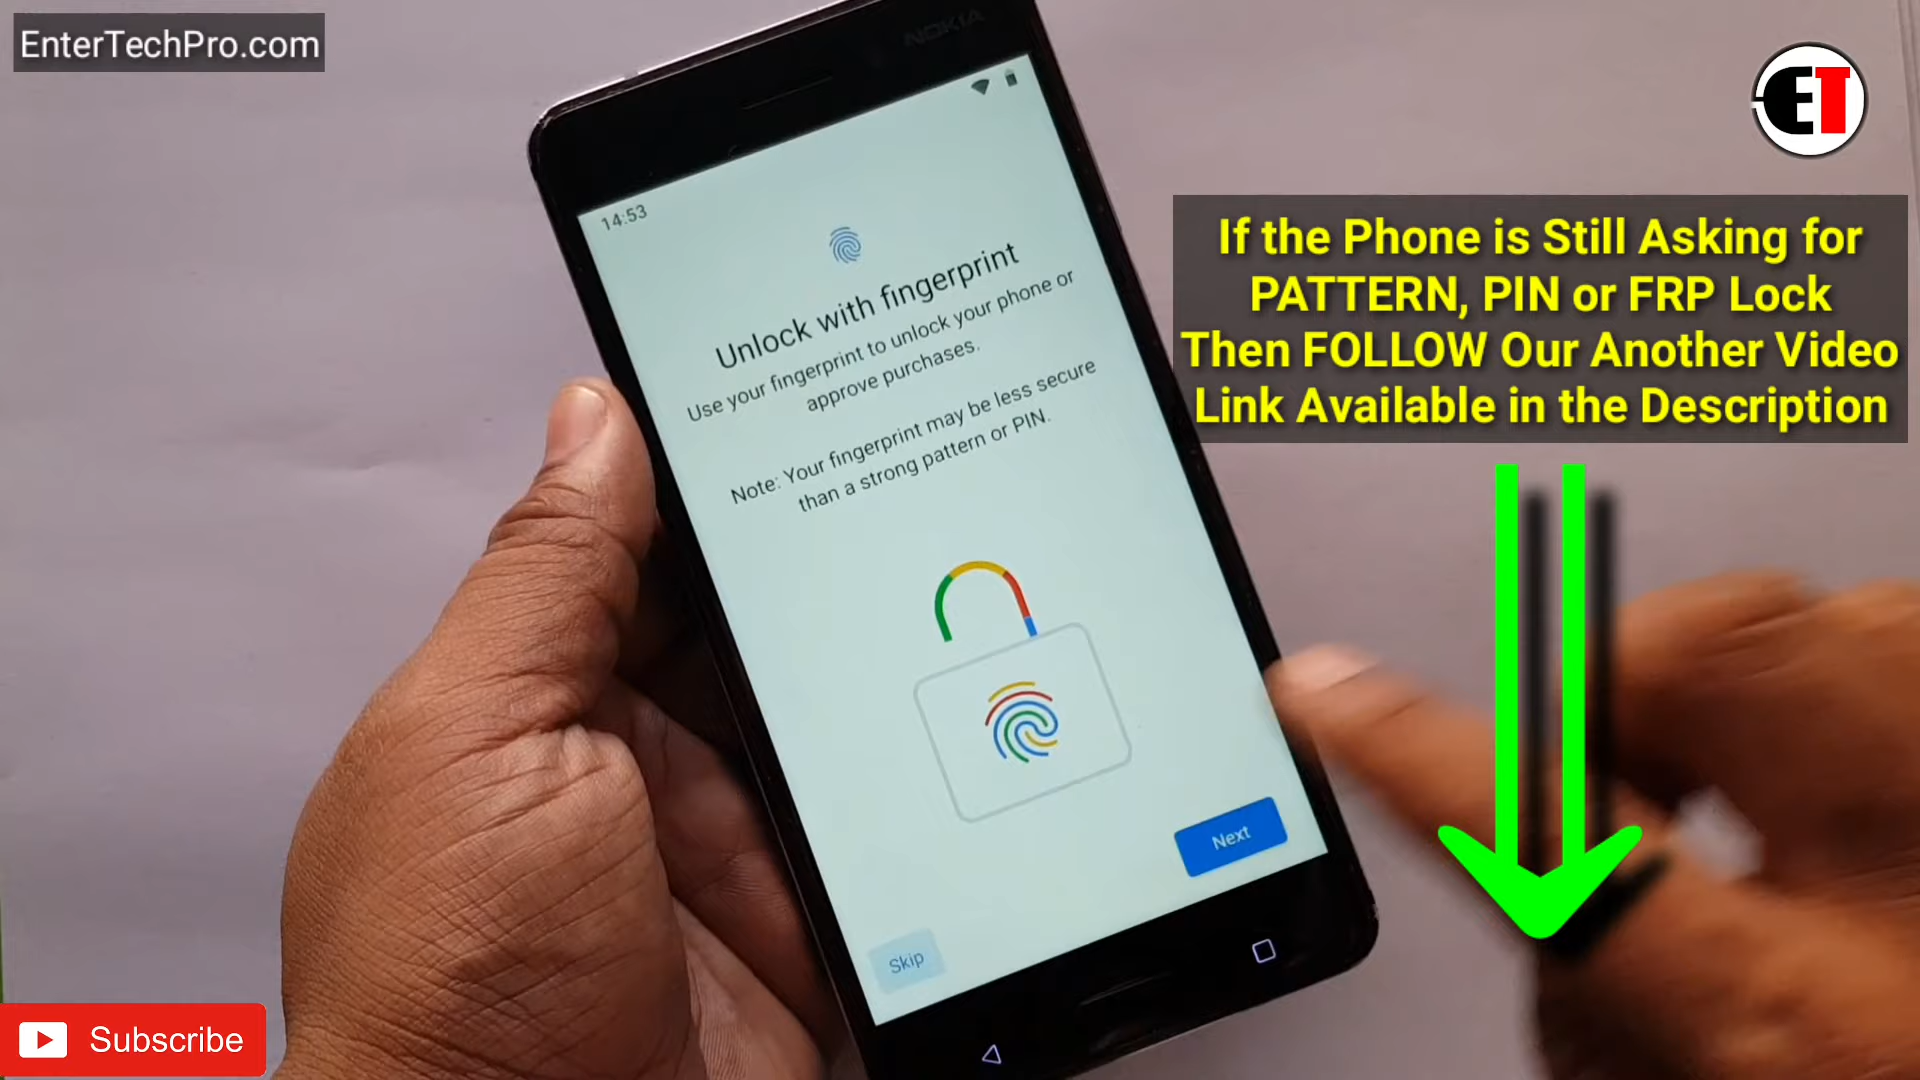 EnterTechPro.com
NOKIA
ET
14:53
Unlock with fingerprint
Use your fingerprint to unlock your phone or
approve purchases.
Note: Your fingerprint may be less secure
than a strong pattern or PIN.
Next
Skip
If the Phone is Still Asking for
PATTERN, PIN or FRP Lock
Then FOLLOW Our Another Video
Link Available in the Description
Subscribe